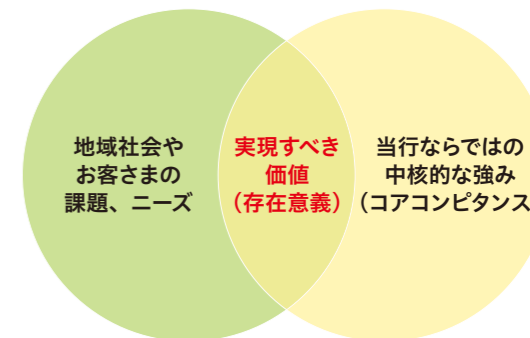 地域社会や
お客さまの
課題、ニーズ
実現すべき
価値
（存在意義）
当行ならではの
中核的な強み
（コアコンピタンス